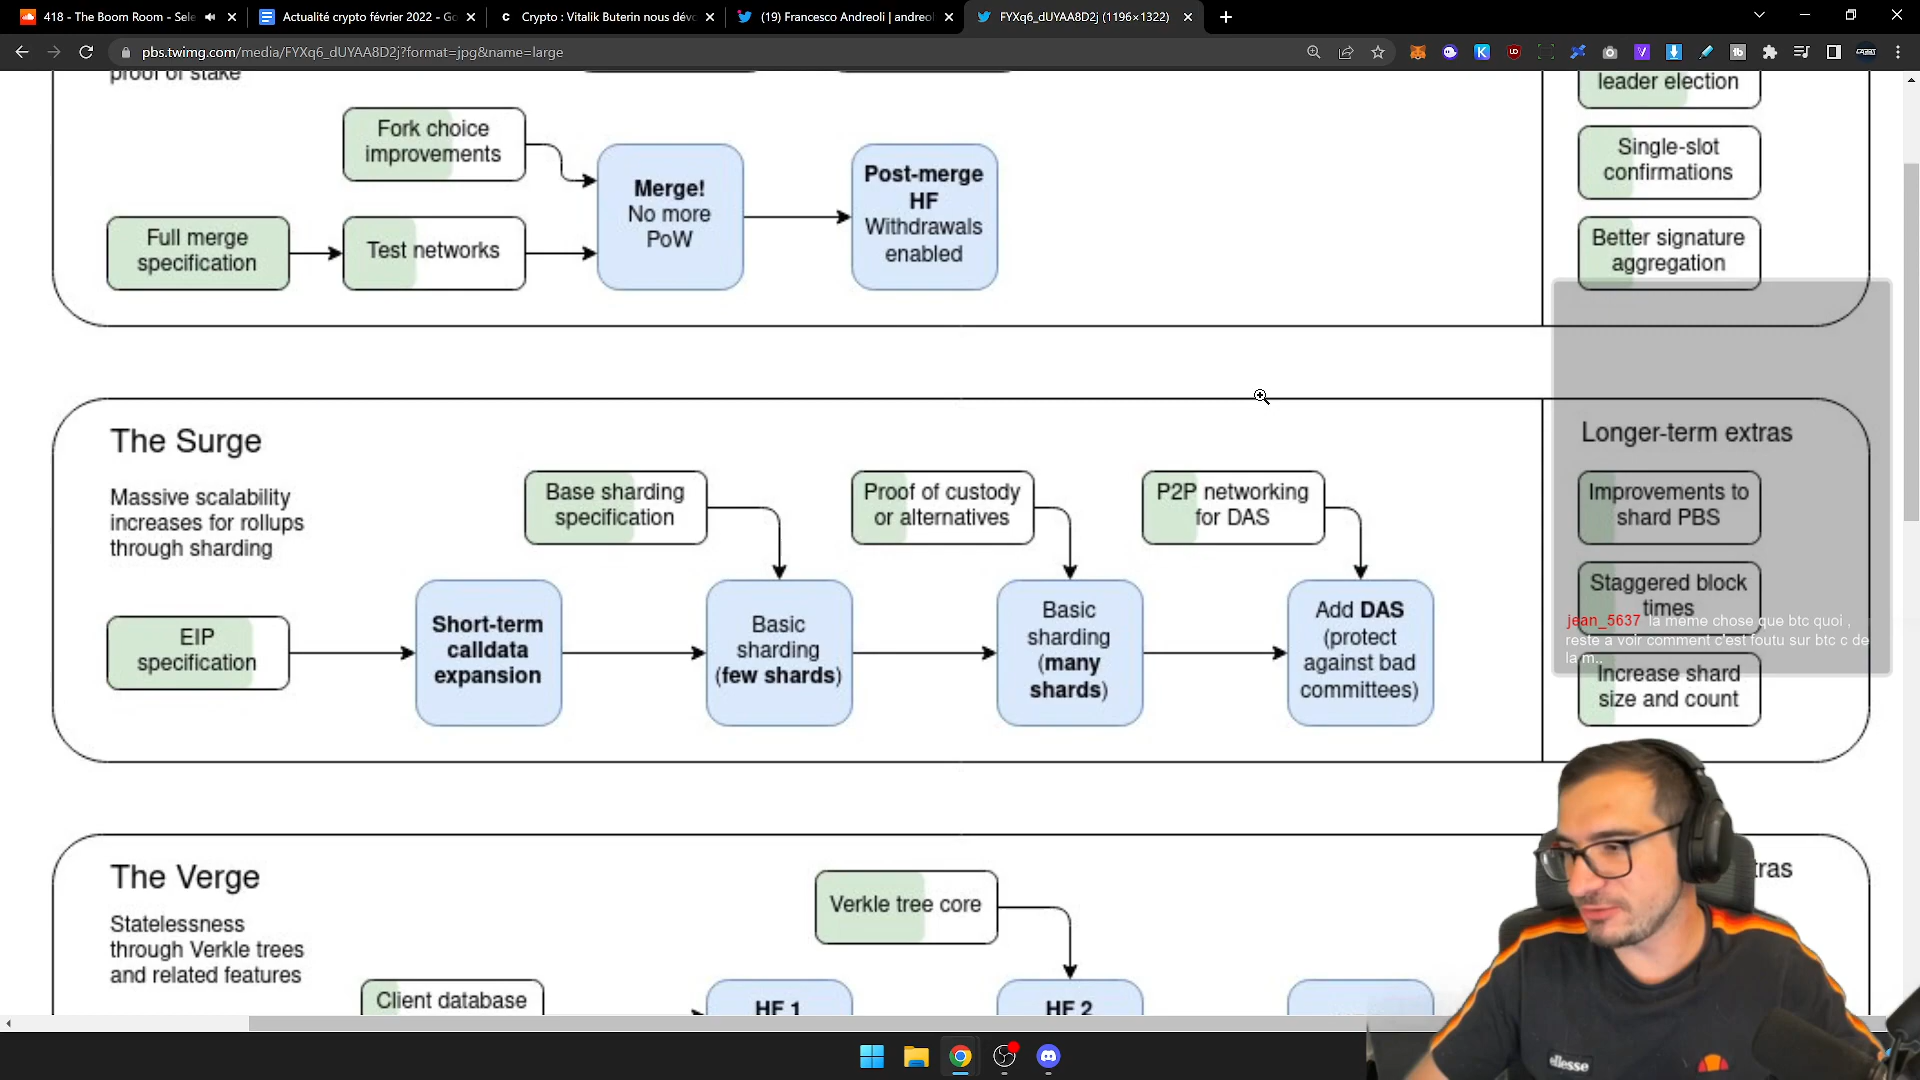 418 - The Boom Room - Sele
Actualité crypto février 2022 - Go
Crypto : Vitalik Buterin nous dév
(19) Francesco Andreoli | andreol
FYXq6_dUYAA8D2j (1196×1322)
pbs.twimg.com/media/FYXq6_dUYAA8D2j?format=jpg&name=large
proof of stake
Fork choice
improvements
Full merge
specification
Test networks
Merge!
No more
PoW
Post-merge
HF
Withdrawals
enabled
leader election
Single-slot
confirmations
Better signature
aggregation
The Surge
Massive scalability
increases for rollups
through sharding
EIP
specification
Short-term
calldata
expansion
Base sharding
specification
Basic
sharding
(few shards)
Proof of custody
or alternatives
Basic
sharding
(many
shards)
P2P networking
for DAS
Add DAS
(protect
against bad
committees)
Longer-term extras
Improvements to
shard PBS
Staggered block
times
jean_5637 la même chose que btc quoi ,
reste a voir comment c'est foutu sur btc c de
la m..
Increase shard
size and count
The Verge
Statelessness
through Verkle trees
and related features
Verkle tree core
Client database
HF 1
HF 2
tras
ellesse